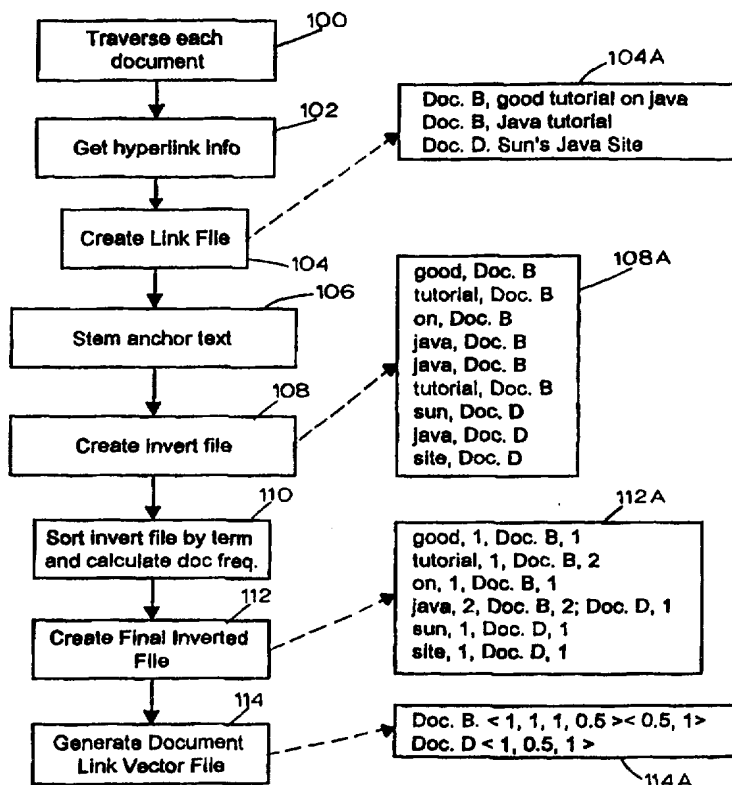 Traverse each
document
100
Get hyperlink info
102
Create Link File
104
104A
Doc. B, good tutorial on java
Doc. B, Java tutorial
Doc. D. Sun's Java Site
106
Stem anchor text
108
Create invert file
108A
good, Doc. B
tutorial, Doc. B
on, Doc. B
java, Doc. B
java, Doc. B
tutorial, Doc. B
sun, Doc. D
java, Doc. D
site, Doc. D
110
Sort invert file by term
and calculate doc freq.
112
Create Final Inverted
File
112A
good, 1, Doc. B, 1
tutorial, 1, Doc. B, 2
on, 1, Doc. B, 1
java, 2, Doc. B, 2; Doc. D, 1
sun, 1, Doc. D, 1
site, 1, Doc. D, 1
114
Generate Document
Link Vector File
Doc. B. < 1, 1, 1, 0.5 >< 0.5, 1>
Doc. D < 1, 0.5, 1 >
114A